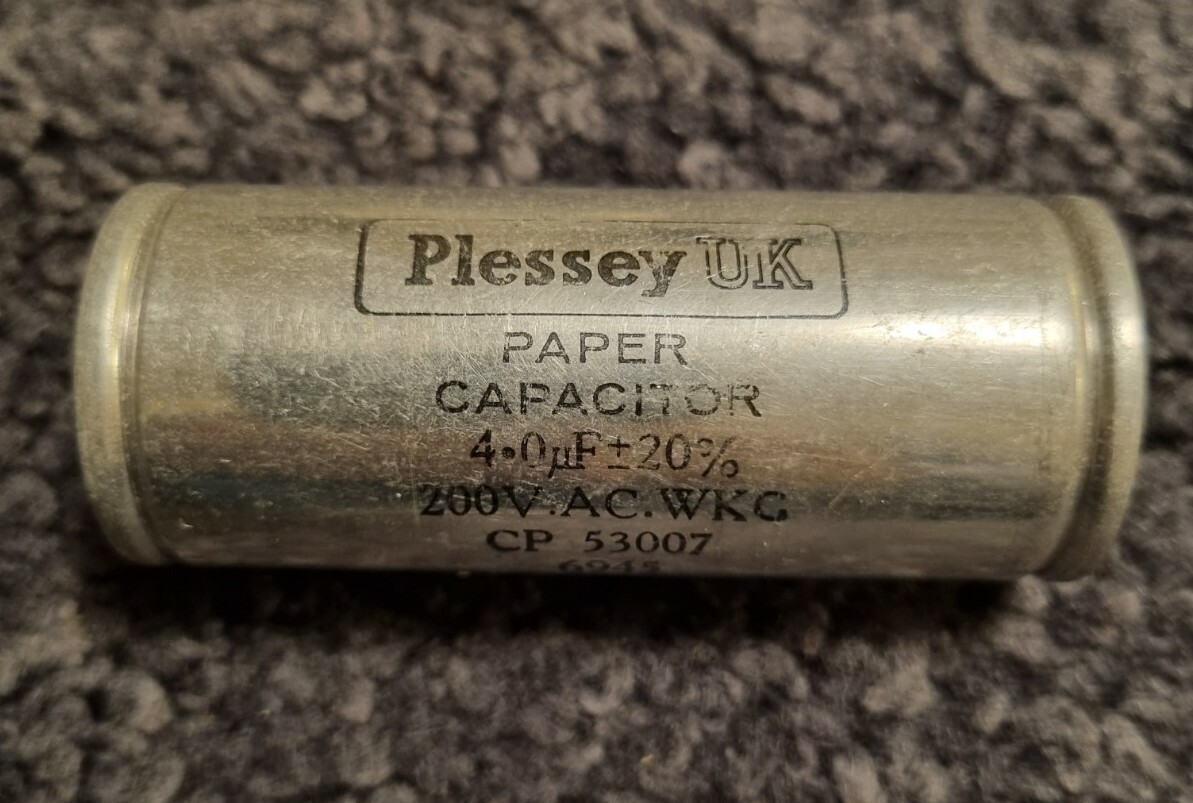 Plessey UK
PAPER
CAPACITOR
4.0µF±20%
200V.AC.WKG
CP 53007
6945